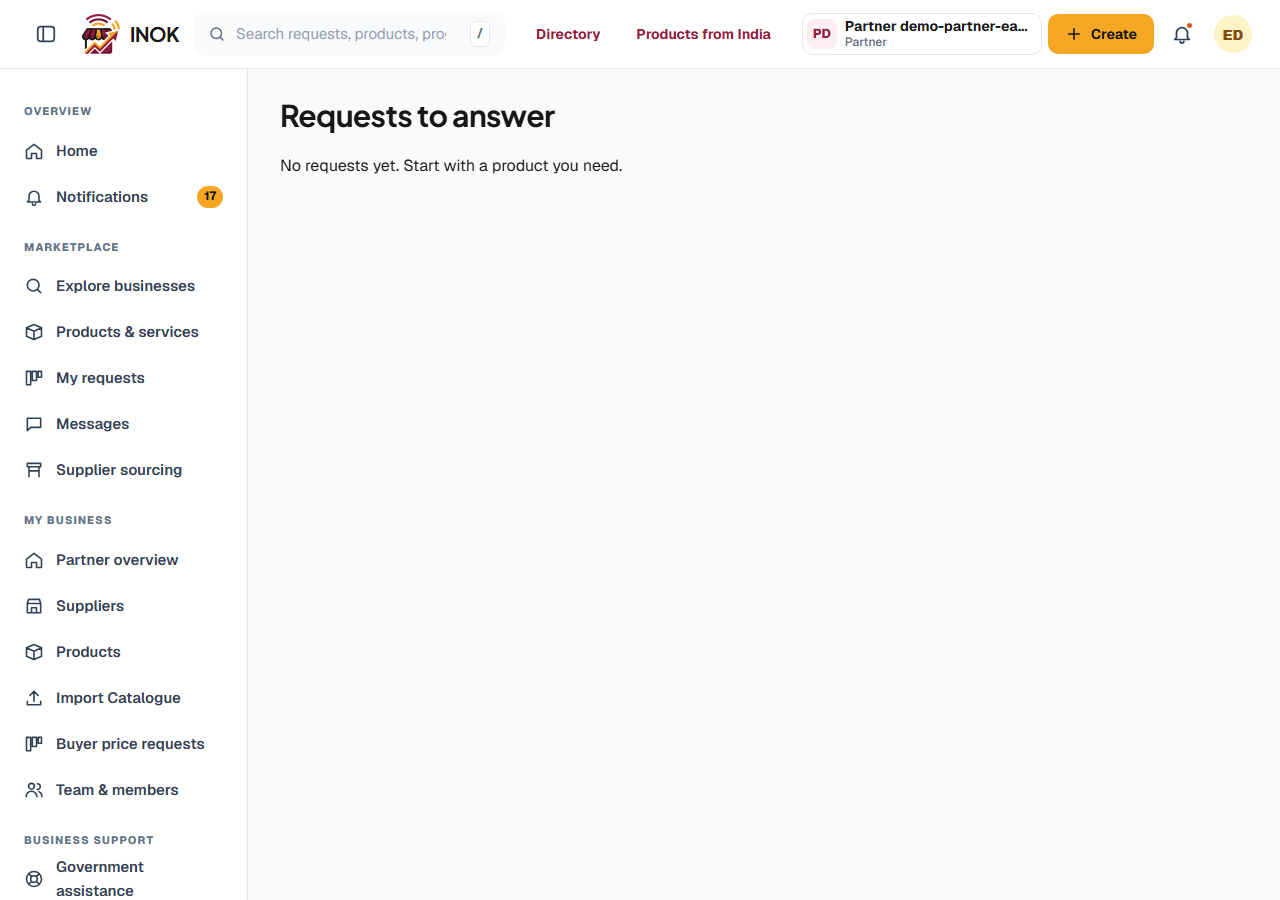 INOK
Search requests, products, pro
/
Directory
Products from India
PD
Partner demo-partner-ea...
Partner
Create
ED
OVERVIEW
Home
Notifications
17
MARKETPLACE
Explore businesses
Products & services
My requests
Messages
Supplier sourcing
MY BUSINESS
Partner overview
Suppliers
Products
Import Catalogue
Buyer price requests
Team & members
BUSINESS SUPPORT
Government
assistance
Requests to answer
No requests yet. Start with a product you need.